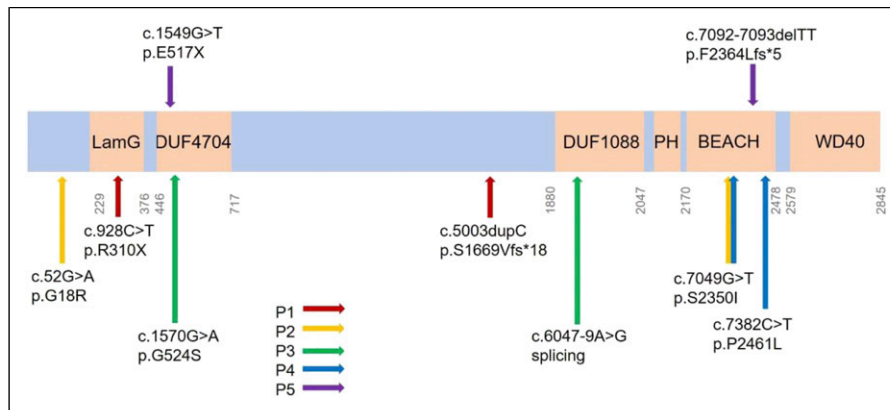 c.1549G>T
p.E517X
c.7092-7093delTT
p.F2364Lfs*5
LamG
DUF4704
DUF1088
PH
BEACH
WD40
229
376
446
717
1880
2047
2170
2478
2579
2845
c.928C>T
p.R310X
c.5003dupC
p.S1669Vfs*18
c.52G>A
p.G18R
c.7049G>T
p.S2350I
c.1570G>A
p.G524S
c.6047-9A>G
splicing
c.7382C>T
p.P2461L
P1
P2
P3
P4
P5